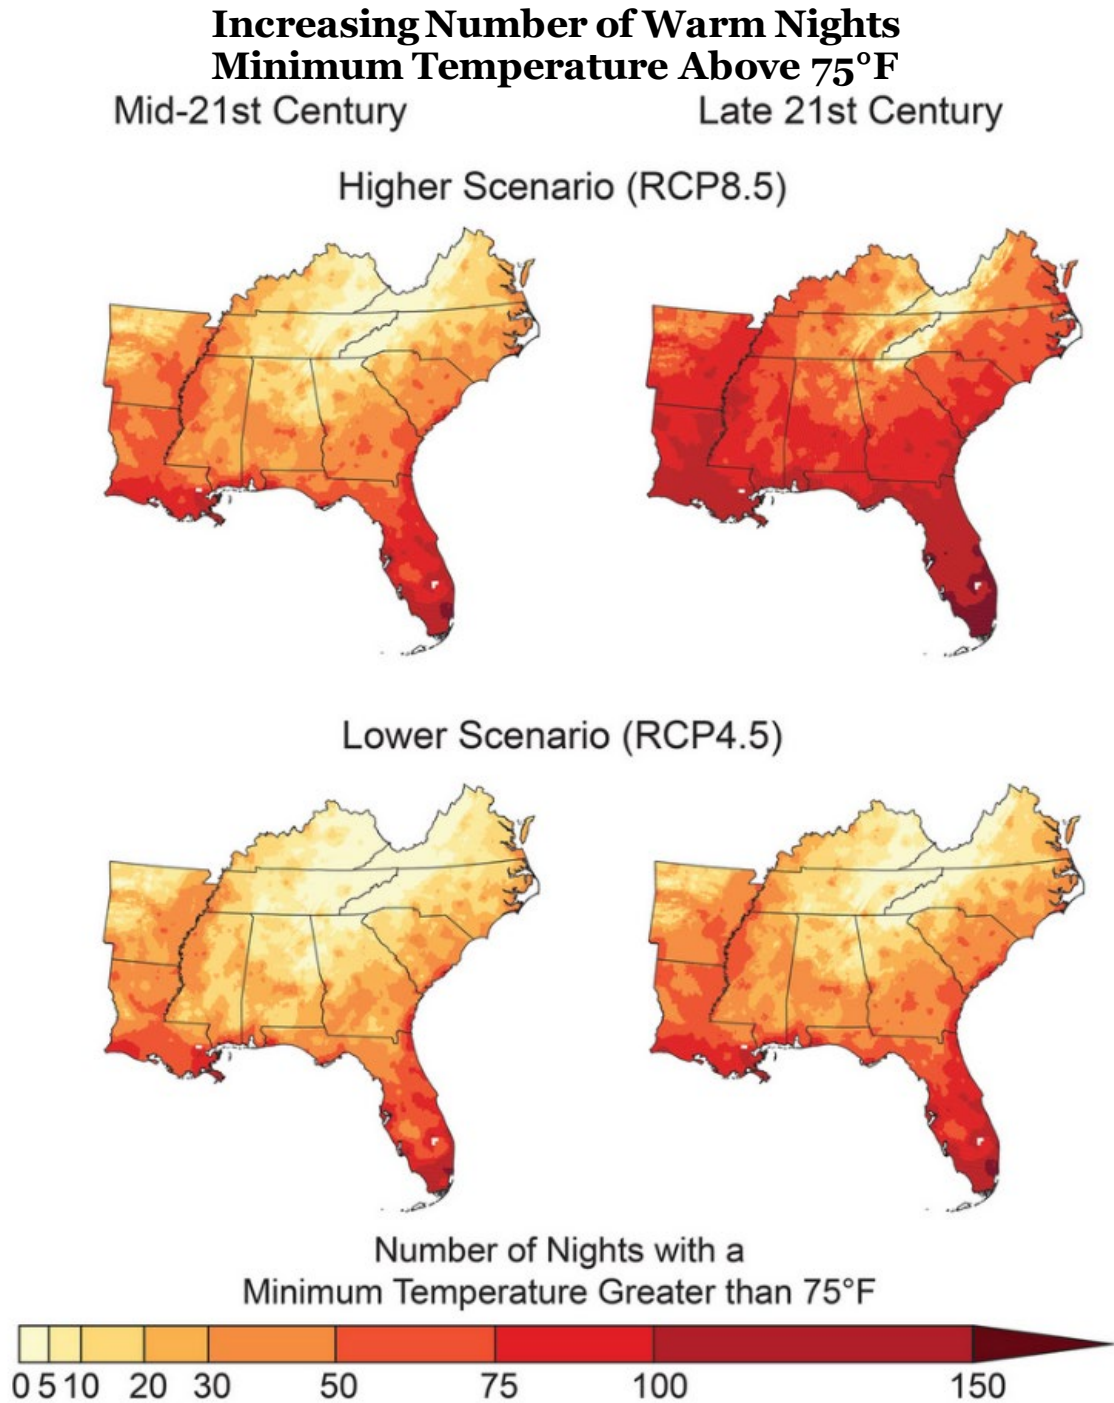 Increasing Number of Warm Nights
Minimum Temperature Above 75°F
Mid-21st Century
Late 21st Century
Higher Scenario (RCP8.5)
Lower Scenario (RCP4.5)
Number of Nights with a
Minimum Temperature Greater than 75°F
0 5 10 20 30 50 75 100 150